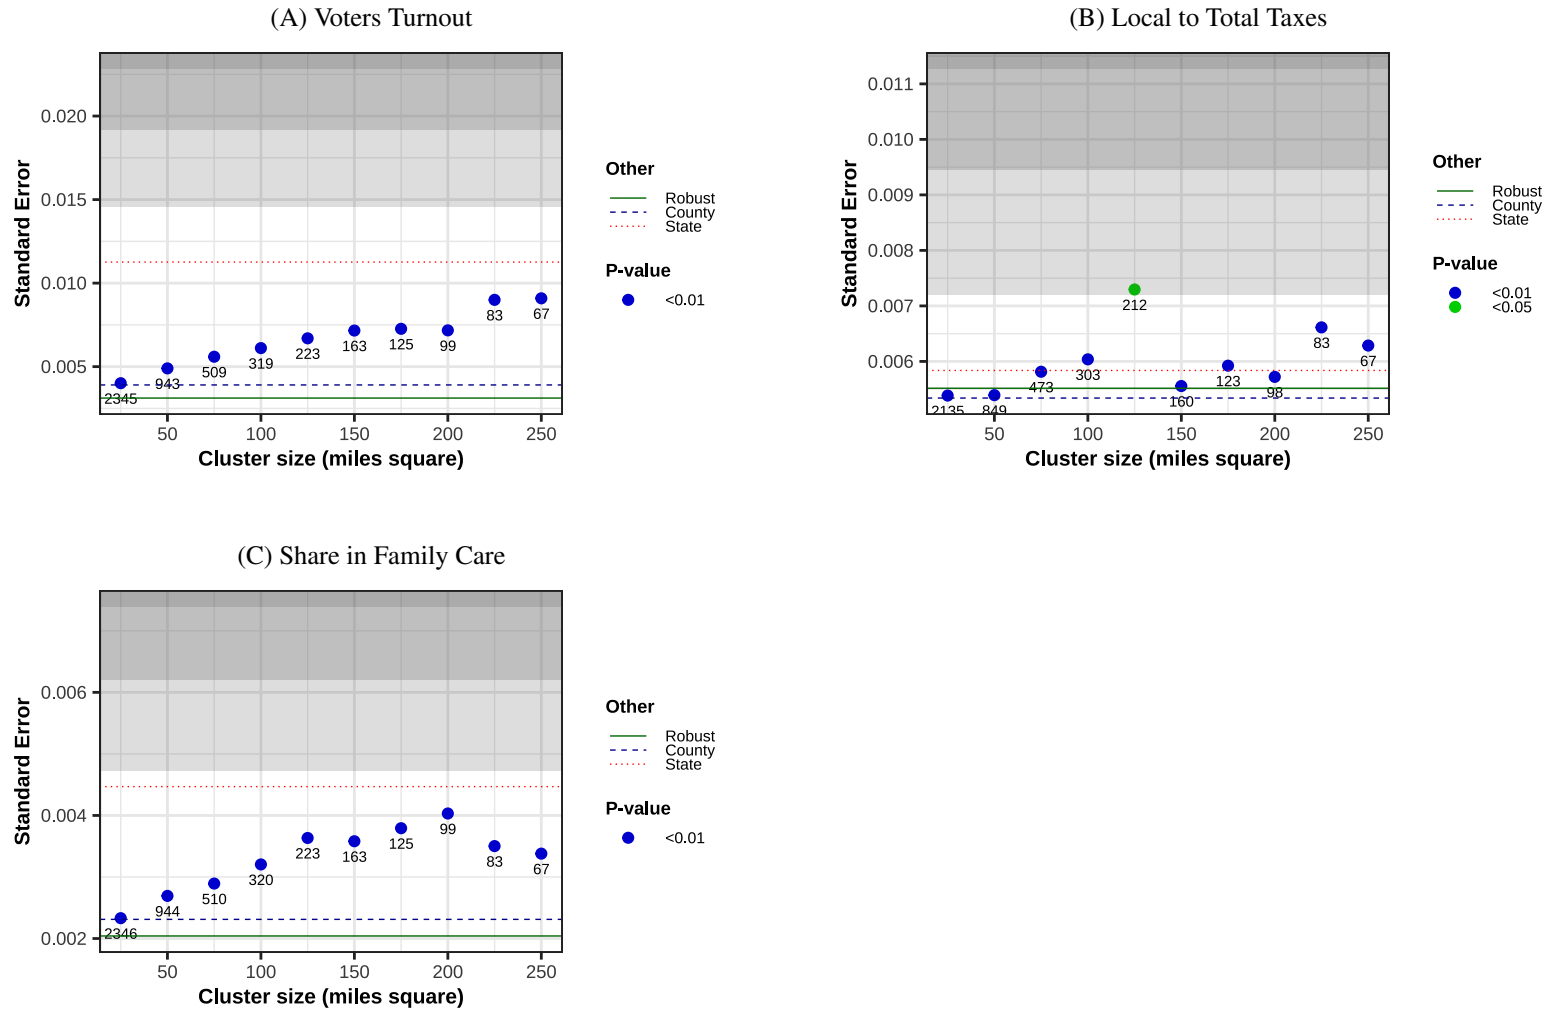 (A) Voters Turnout
0.020
0.015
0.010
0.005
Standard Error
2345
943
509
319
223
163
125
99
83
67
50
100
150
200
250
Cluster size (miles square)
Other
Robust
County
State
P-value
<0.01
(B) Local to Total Taxes
0.011
0.010
0.009
0.008
0.007
0.006
Standard Error
2135
849
473
303
212
160
123
98
83
67
50
100
150
200
250
Cluster size (miles square)
Other
Robust
County
State
P-value
<0.01
<0.05
(C) Share in Family Care
0.006
0.004
0.002
Standard Error
2346
944
510
320
223
163
125
99
83
67
50
100
150
200
250
Cluster size (miles square)
Other
Robust
County
State
P-value
<0.01